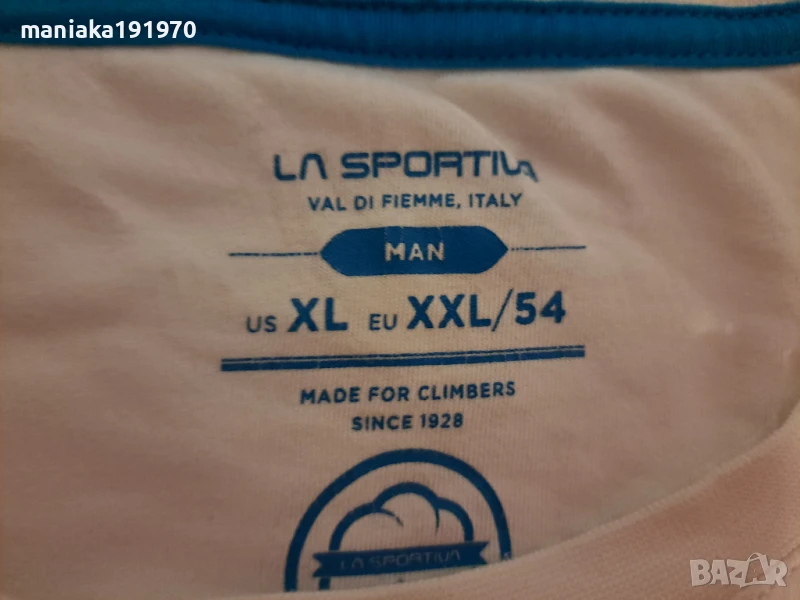 maniaka191970
LA SPORTIVA
VAL DI FIEMME, ITALY
MAN
US XL EU XXL/54
MADE FOR CLIMBERS
SINCE 1928
LA SPORTIVA
BAZAR